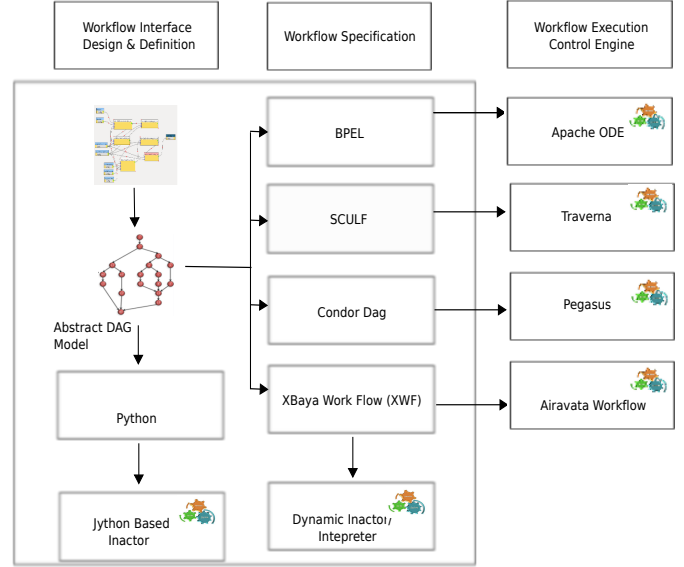 Workflow Interface
Design & Definition
Workflow Specification
Workflow Execution
Control Engine
BPEL
Apache ODE
SCULF
Traverna
Abstract DAG
Model
Condor Dag
Pegasus
Python
XBaya Work Flow (XWF)
Airavata Workflow
Jython Based
Inactor
Dynamic Inactor/
Intepreter